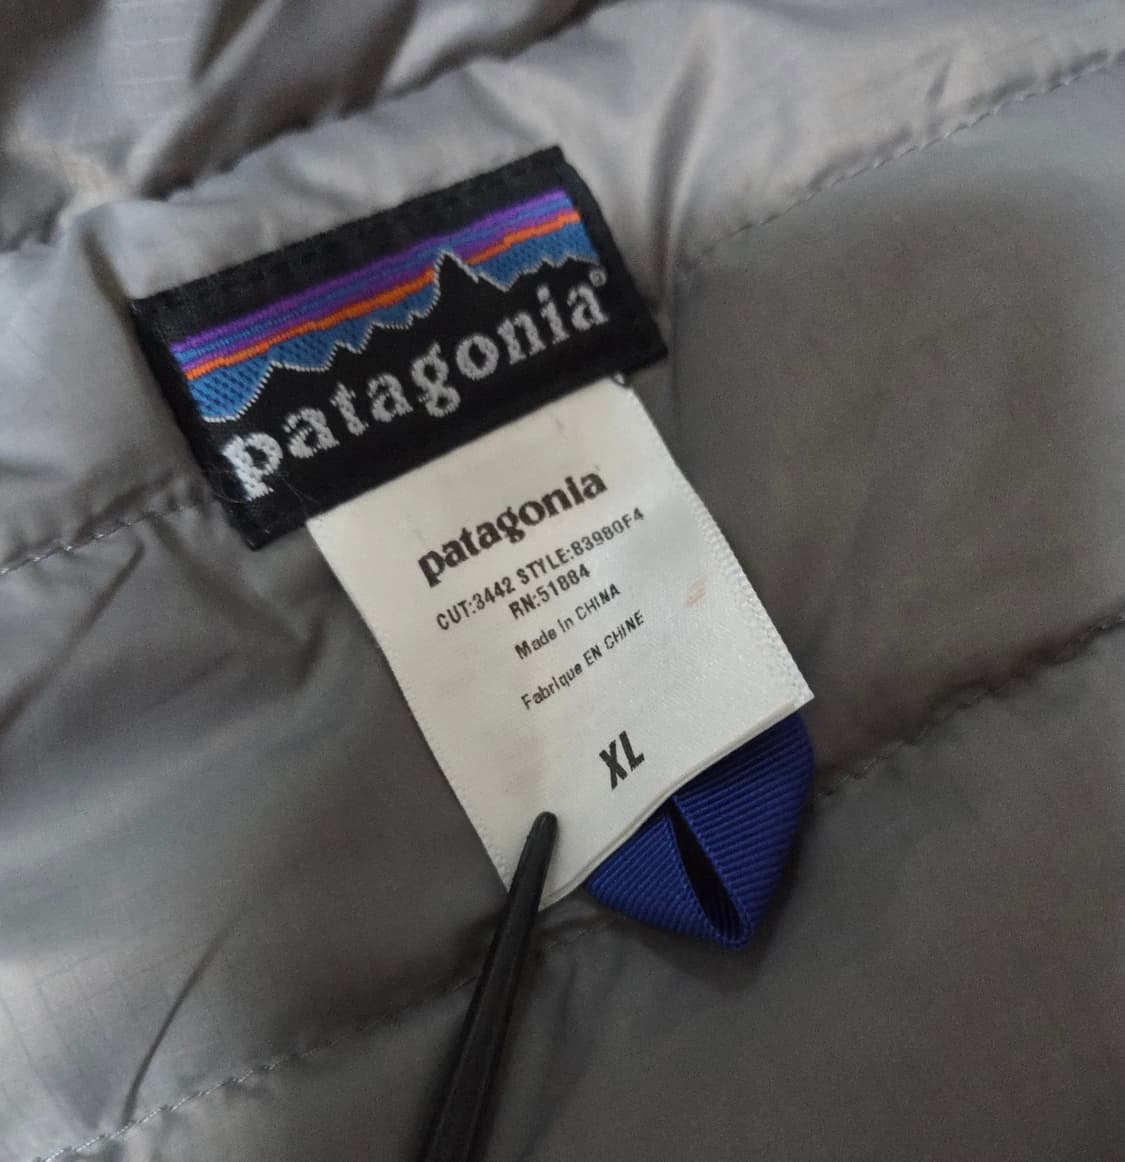 patagonia®
patagonia
CUT:3442 STYLE:83980F4
RN:51884
Made in CHINA
Fabrique EN CHINE
XL